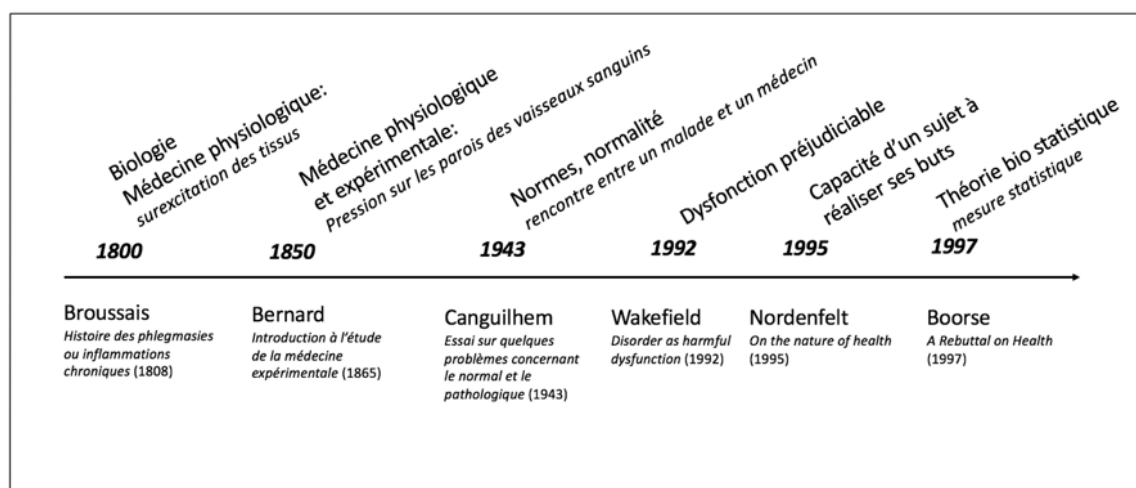 Biologie
Médecine physiologique:
surexcitation des tissus
Médecine physiologique
et expérimentale:
Pression sur les parois des vaisseaux sanguins
Normes, normalité
rencontre entre un malade et un médecin
Dysfonction préjudiciable
Capacité d'un sujet à
réaliser ses buts
Théorie bio statistique
mesure statistique
1800
1850
1943
1992
1995
1997
Broussais
Histoire des phlegmasies
ou inflammations
chroniques (1808)
Bernard
Introduction à l'étude
de la médecine
expérimentale (1865)
Canguilhem
Essai sur quelques
problèmes concernant
le normal et le
pathologique (1943)
Wakefield
Disorder as harmful
dysfunction (1992)
Nordenfelt
On the nature of health
(1995)
Boorse
A Rebuttal on Health
(1997)